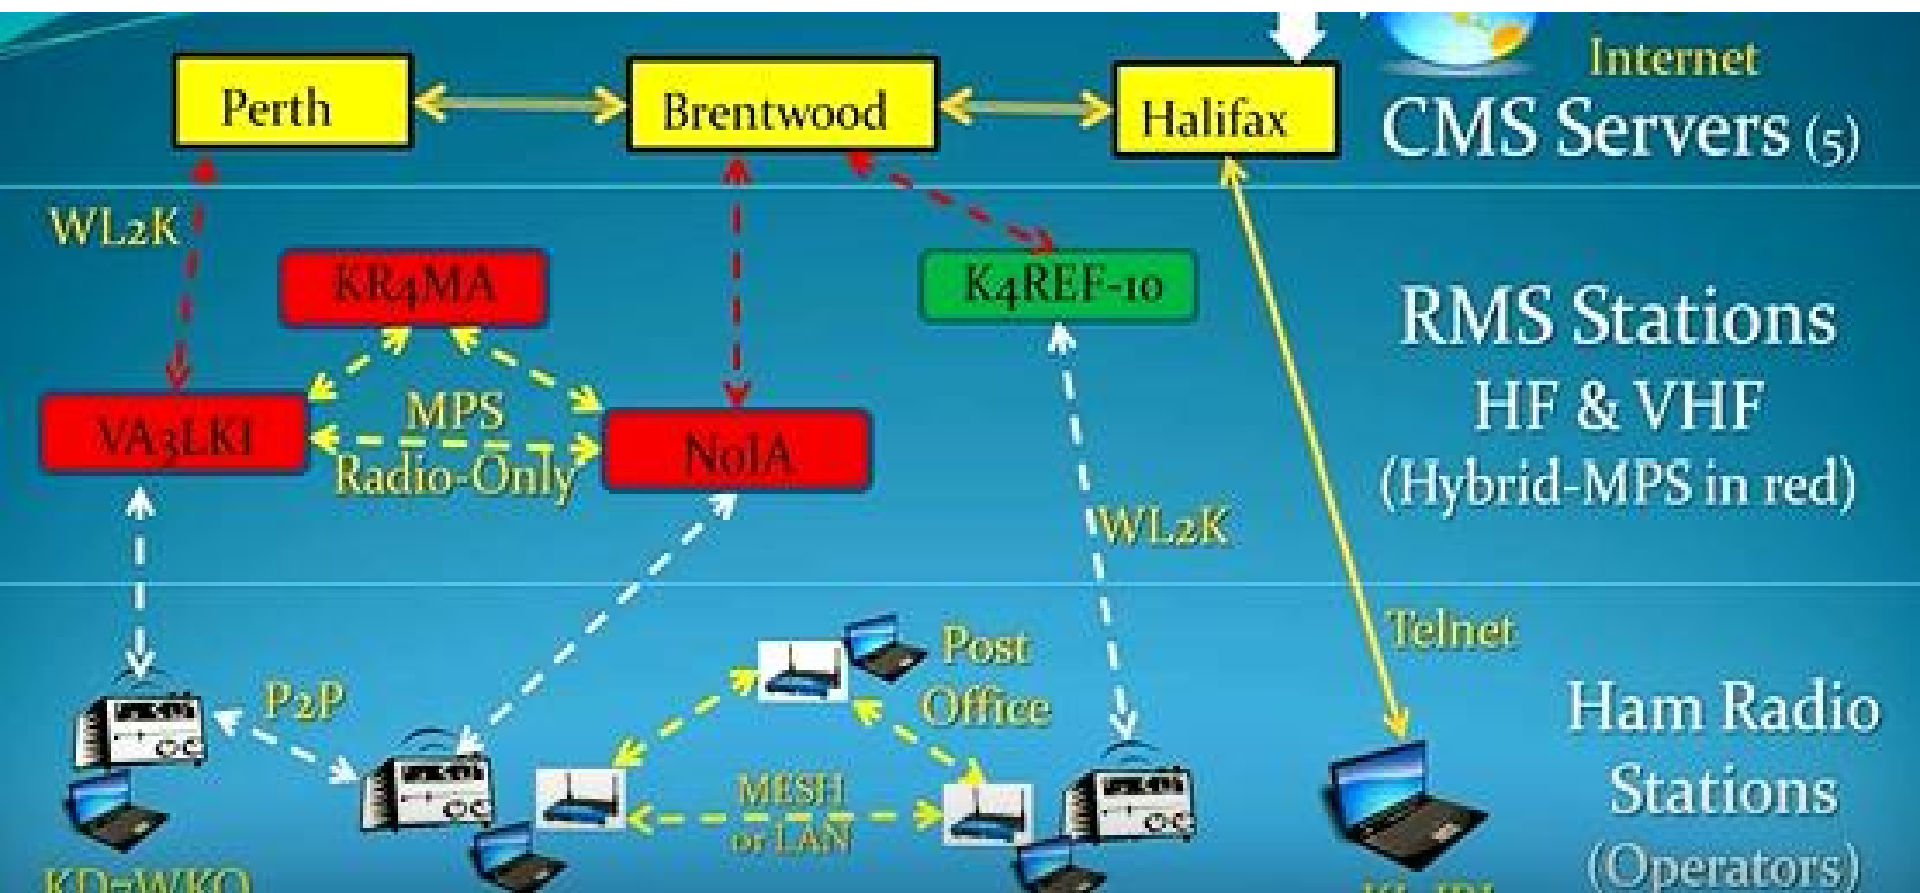 Internet
Perth
Brentwood
Halifax
CMS Servers (5)
WL2K
KR4MA
K4REF-10
RMS Stations
HF & VHF
(Hybrid-MPS in red)
VA3LKI
MPS
Radio-Only
N0IA
WL2K
Telnet
Post
Office
P2P
Ham Radio
Stations
(Operators)
MESH
or LAN